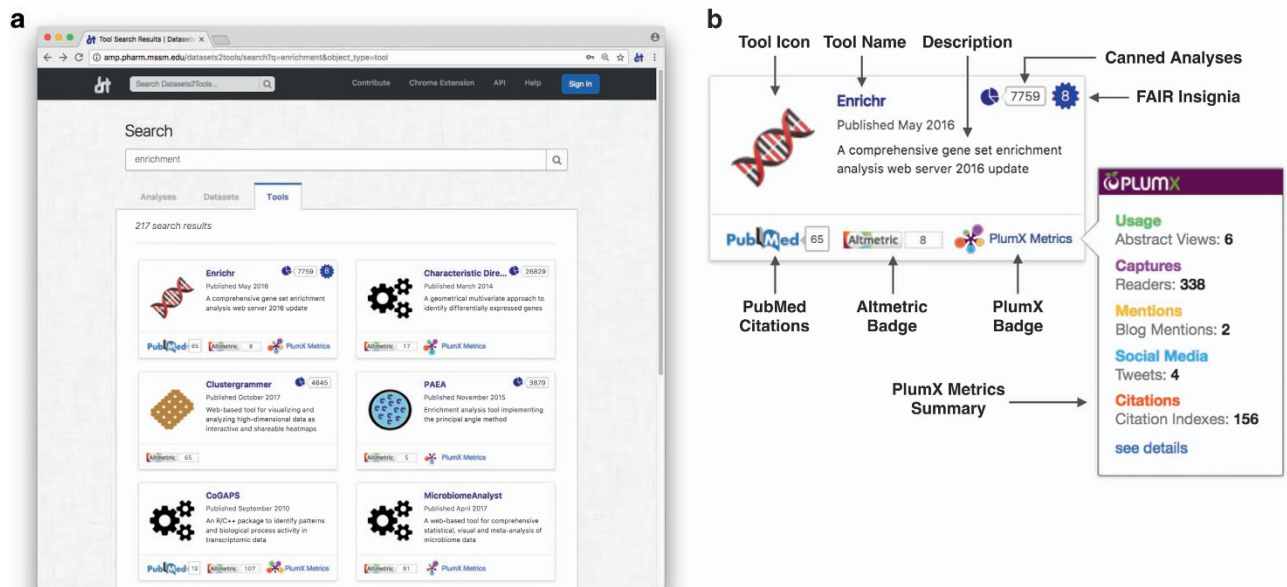 a
Tool Search Results | Datasets
amp.pharm.mssm.edu/datasets2tools/search?q=enrichment&object_type=tool
Search Datasets2Tools...
Contribute
Chrome Extension
API
Help
Sign In
Search
enrichment
Analyses
Datasets
Tools
217 search results
Enrichr
7759
8
Published May 2016
A comprehensive gene set enrichment
analysis web server 2016 update
PubMed 65
Altmetric 8
PlumX Metrics
Characteristic Dire...
26829
Published March 2014
A geometrical multivariate approach to
identify differentially expressed genes
Altmetric 17
PlumX Metrics
Clustergrammer
4645
Published October 2017
Web-based tool for visualizing and
analyzing high-dimensional data as
interactive and shareable heatmaps
Altmetric 65
PAEA
3879
Published November 2015
Enrichment analysis tool implementing
the principal angle method
Altmetric 5
PlumX Metrics
CoGAPS
Published September 2010
An R/C++ package to identify patterns
and biological process activity in
transcriptomic data
PubMed 13
Altmetric 107
PlumX Metrics
MicrobiomeAnalyst
Published April 2017
A web-based tool for comprehensive
statistical, visual and meta-analysis of
microbiome data
Altmetric 81
PlumX Metrics
b
Tool Icon
Tool Name
Description
Canned Analyses
FAIR Insignia
Enrichr
7759
8
Published May 2016
A comprehensive gene set enrichment
analysis web server 2016 update
PubMed 65
Altmetric 8
PlumX Metrics
PubMed
Citations
Altmetric
Badge
PlumX
Badge
PlumX Metrics
Summary
PLUMX
Usage
Abstract Views: 6
Captures
Readers: 338
Mentions
Blog Mentions: 2
Social Media
Tweets: 4
Citations
Citation Indexes: 156
see details